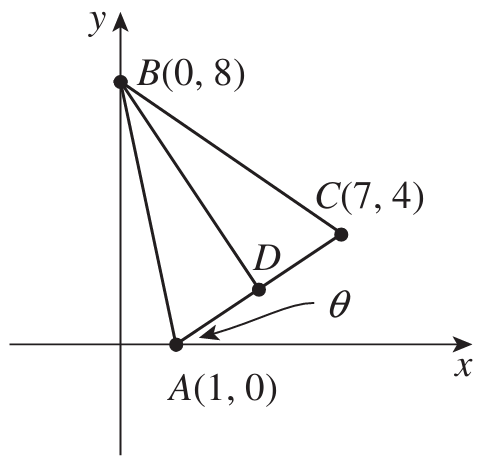 y
B(0, 8)
C(7, 4)
D
θ
x
A(1, 0)